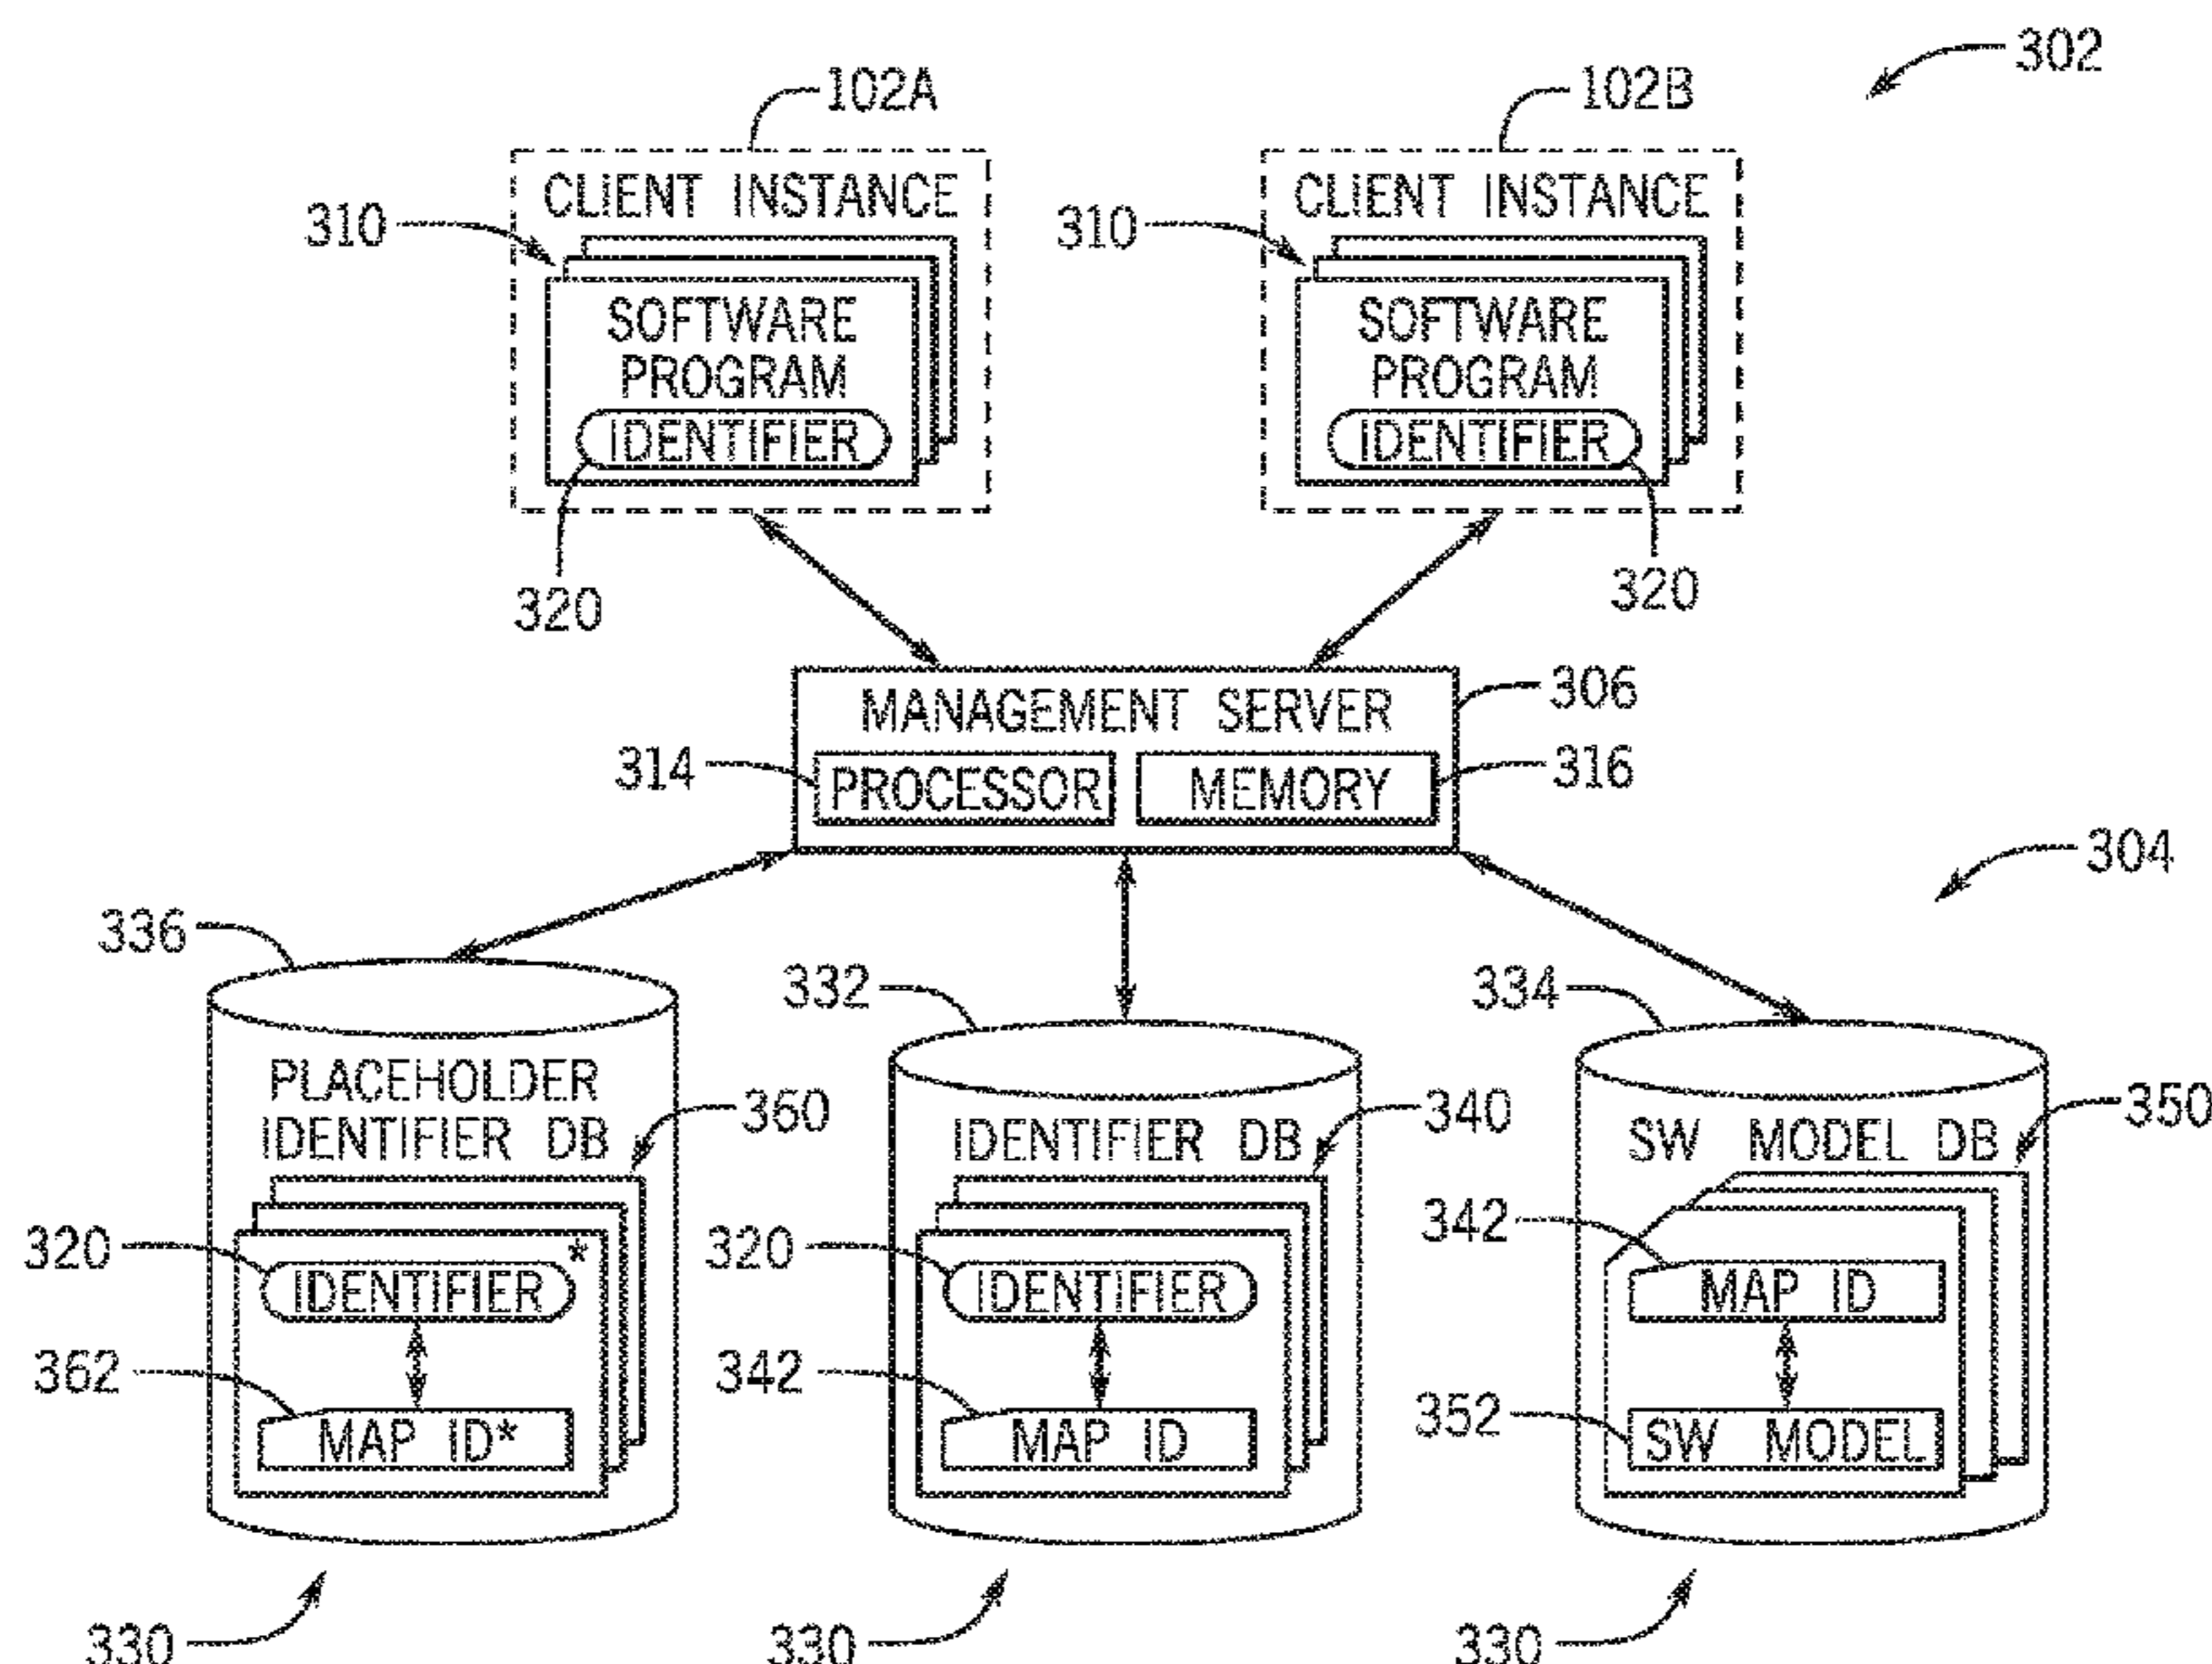 302
102A
102B
CLIENT INSTANCE
CLIENT INSTANCE
310
310
SOFTWARE
PROGRAM
IDENTIFIER
SOFTWARE
PROGRAM
IDENTIFIER
320
320
MANAGEMENT SERVER
306
314
PROCESSOR
MEMORY
316
304
336
332
334
PLACEHOLDER
IDENTIFIER DB
360
IDENTIFIER DB
340
SW MODEL DB
350
320
IDENTIFIER*
320
IDENTIFIER
342
MAP ID
362
MAP ID*
342
MAP ID
352
SW MODEL
330
330
330